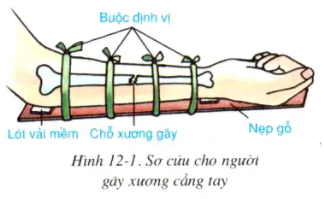 Buộc định vị
Lót vải mềm Chỗ xương gãy Nẹp gỗ
Hình 12-1. Sơ cứu cho người
gãy xương cẳng tay